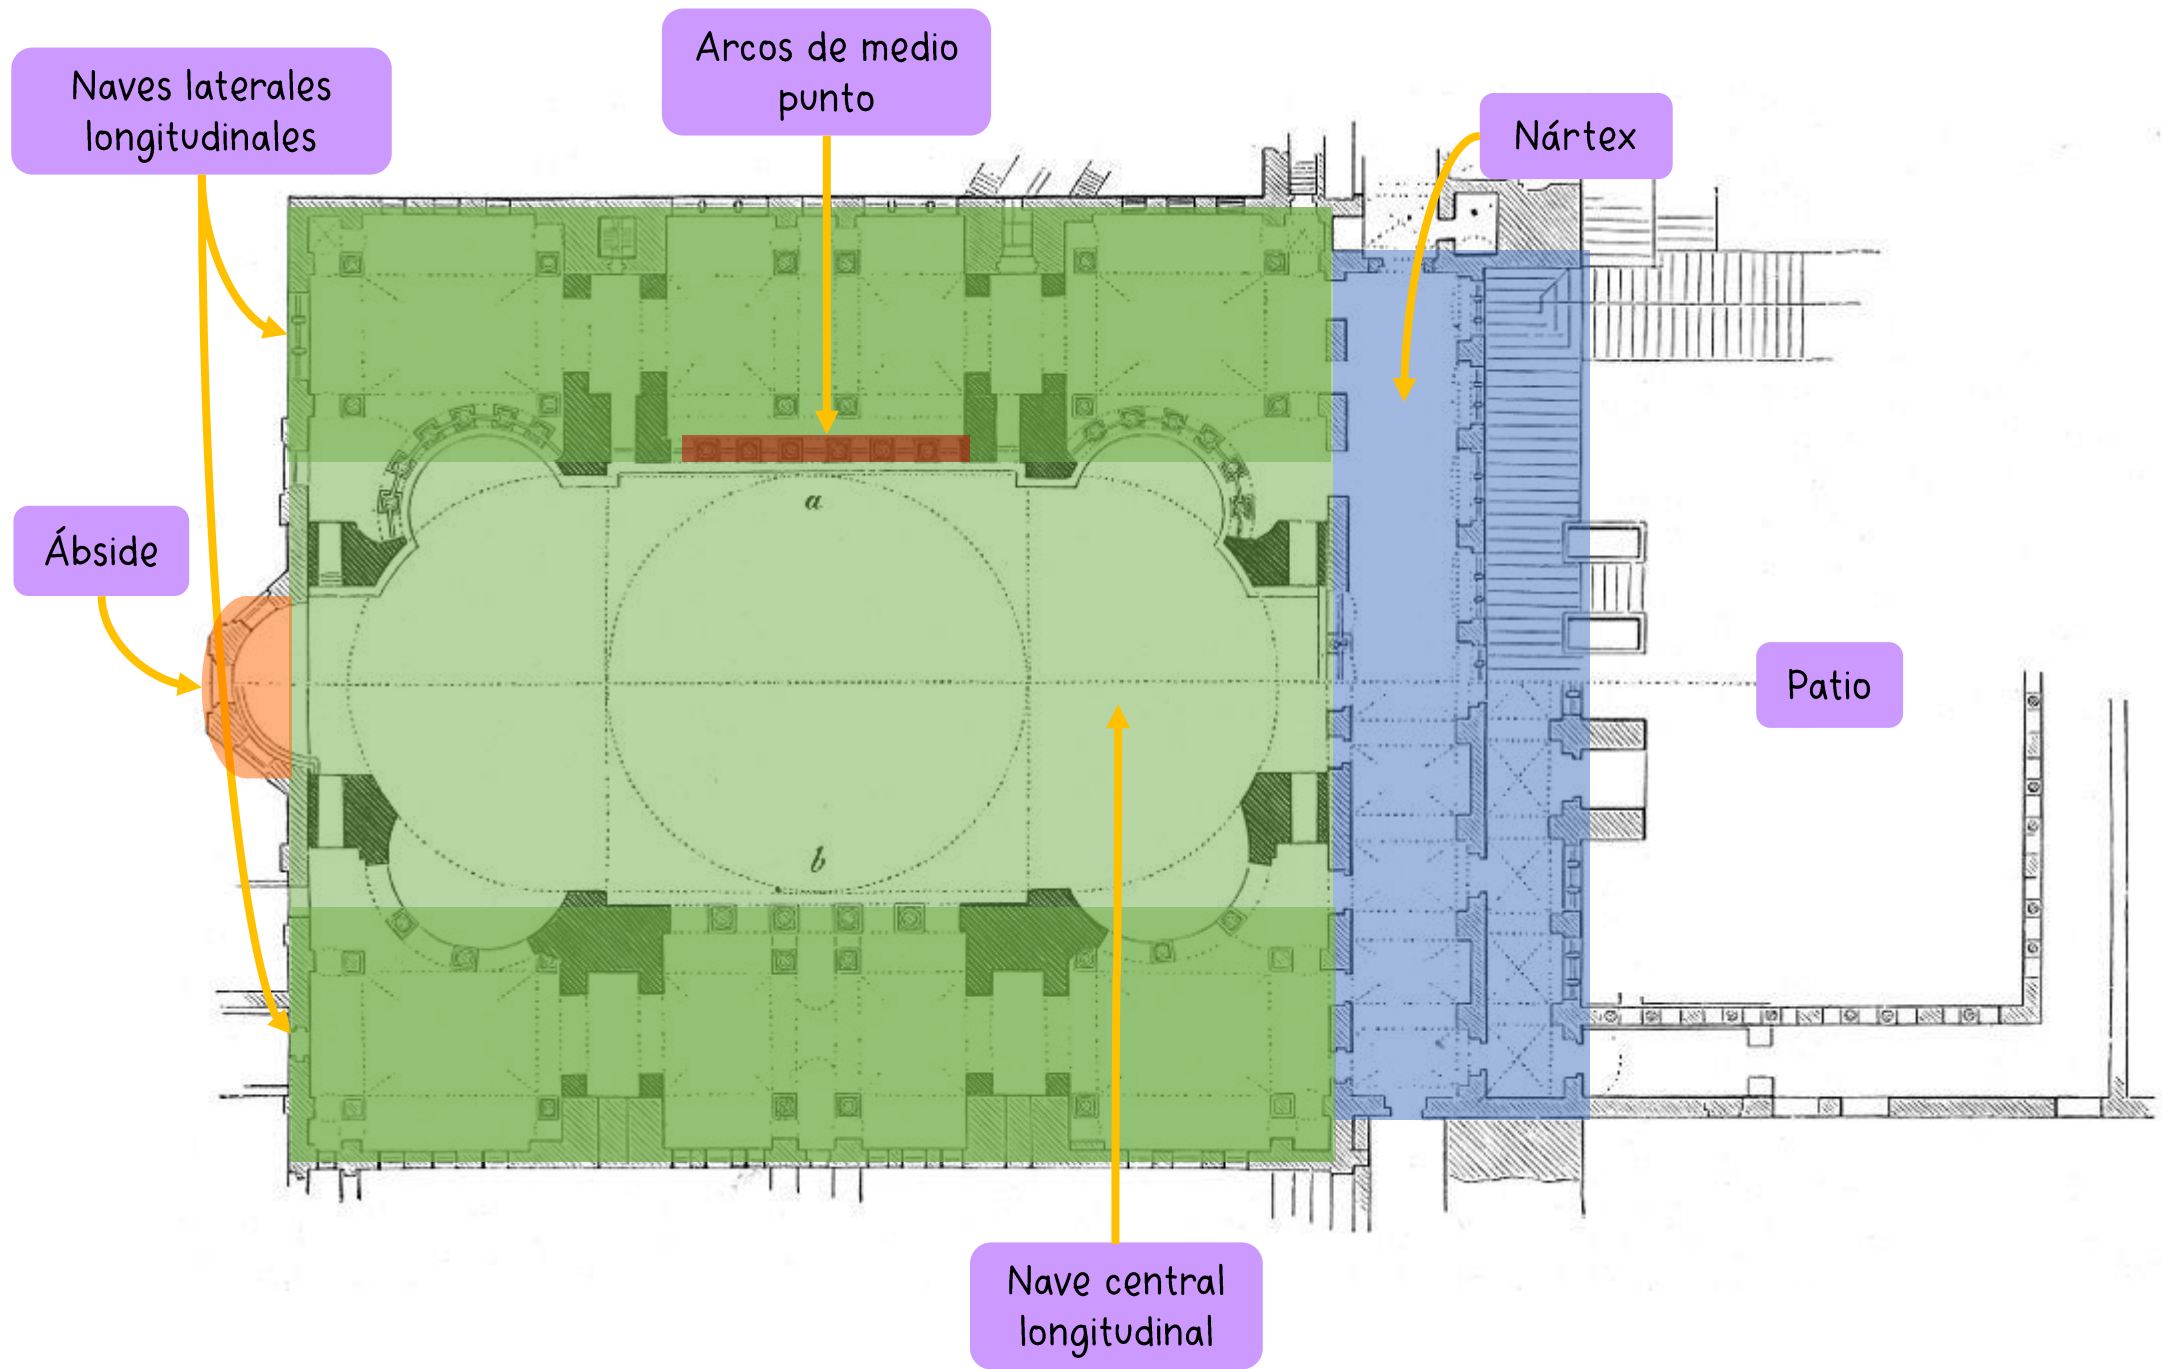 Naves laterales
longitudinales
Arcos de medio
punto
Nártex
Ábside
a
Patio
b
Nave central
longitudinal